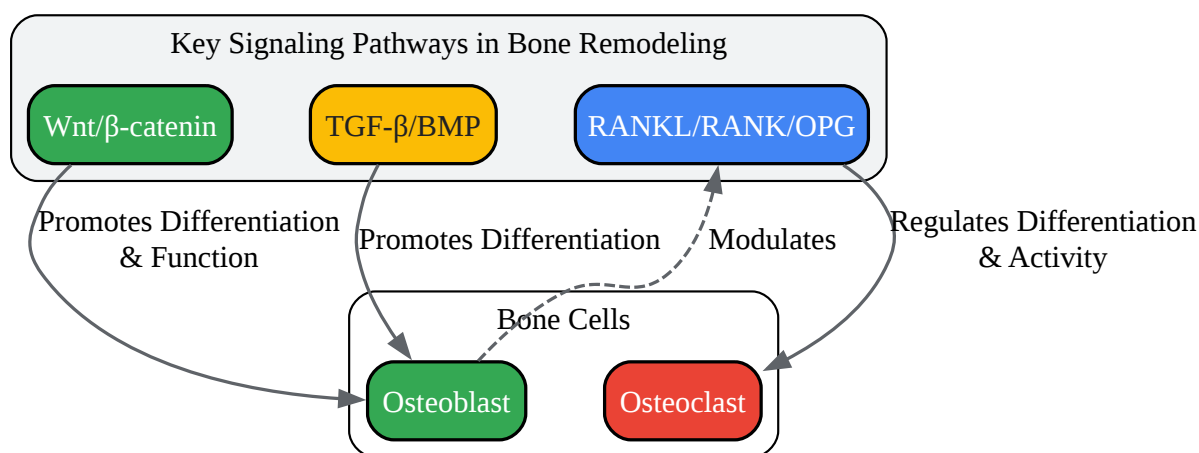 Key Signaling Pathways in Bone Remodeling
Wnt/β-catenin
TGF-β/BMP
RANKL/RANK/OPG
Promotes Differentiation
& Function
Promotes Differentiation
Modulates
Regulates Differentiation
& Activity
Bone Cells
Osteoblast
Osteoclast